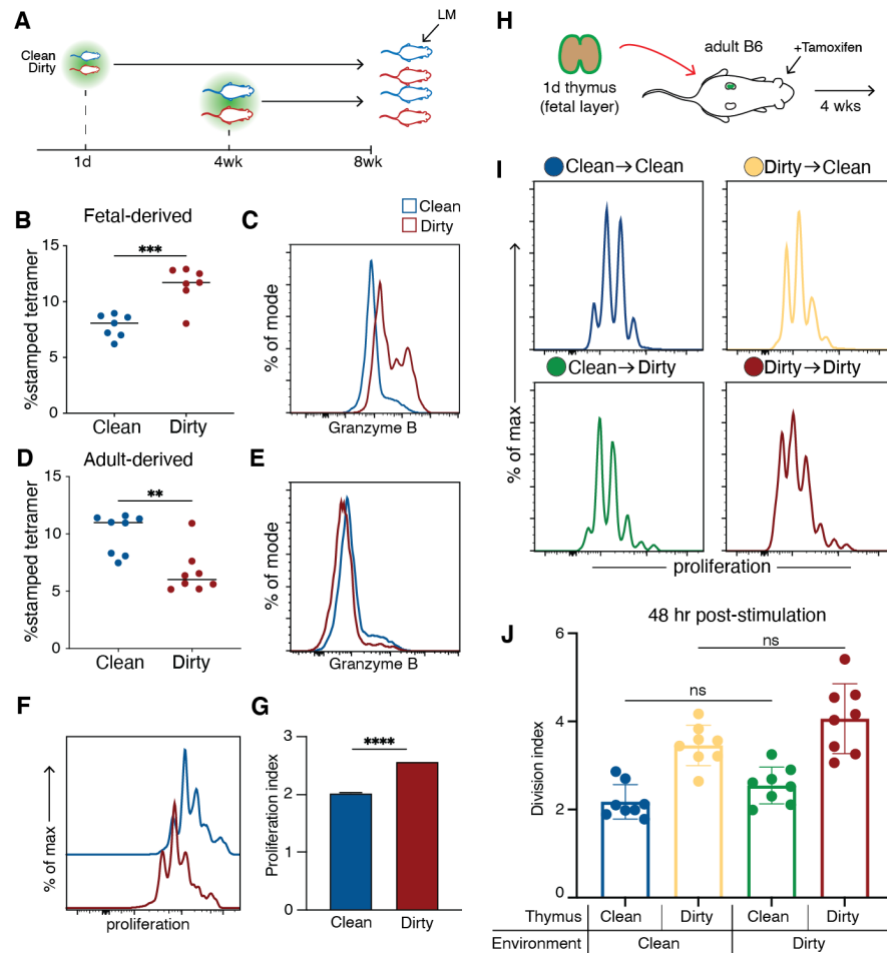 A
LM
Clean
Dirty
1d
4wk
8wk
B
Fetal-derived
%stamped tetramer
15
10
5
0
***
Clean
Dirty
C
Clean
Dirty
% of mode
Granzyme B
D
Adult-derived
%stamped tetramer
15
10
5
0
**
Clean
Dirty
E
% of mode
Granzyme B
F
% of max
proliferation
G
Proliferation index
3
2
1
0
****
Clean
Dirty
H
adult B6
+Tamoxifen
1d thymus
(fetal layer)
4 wks
I
Clean→Clean
Dirty→Clean
Clean→Dirty
Dirty→Dirty
% of max
proliferation
J
48 hr post-stimulation
Division index
6
4
2
0
ns
ns
Thymus
Clean
Dirty
Clean
Dirty
Environment
Clean
Dirty